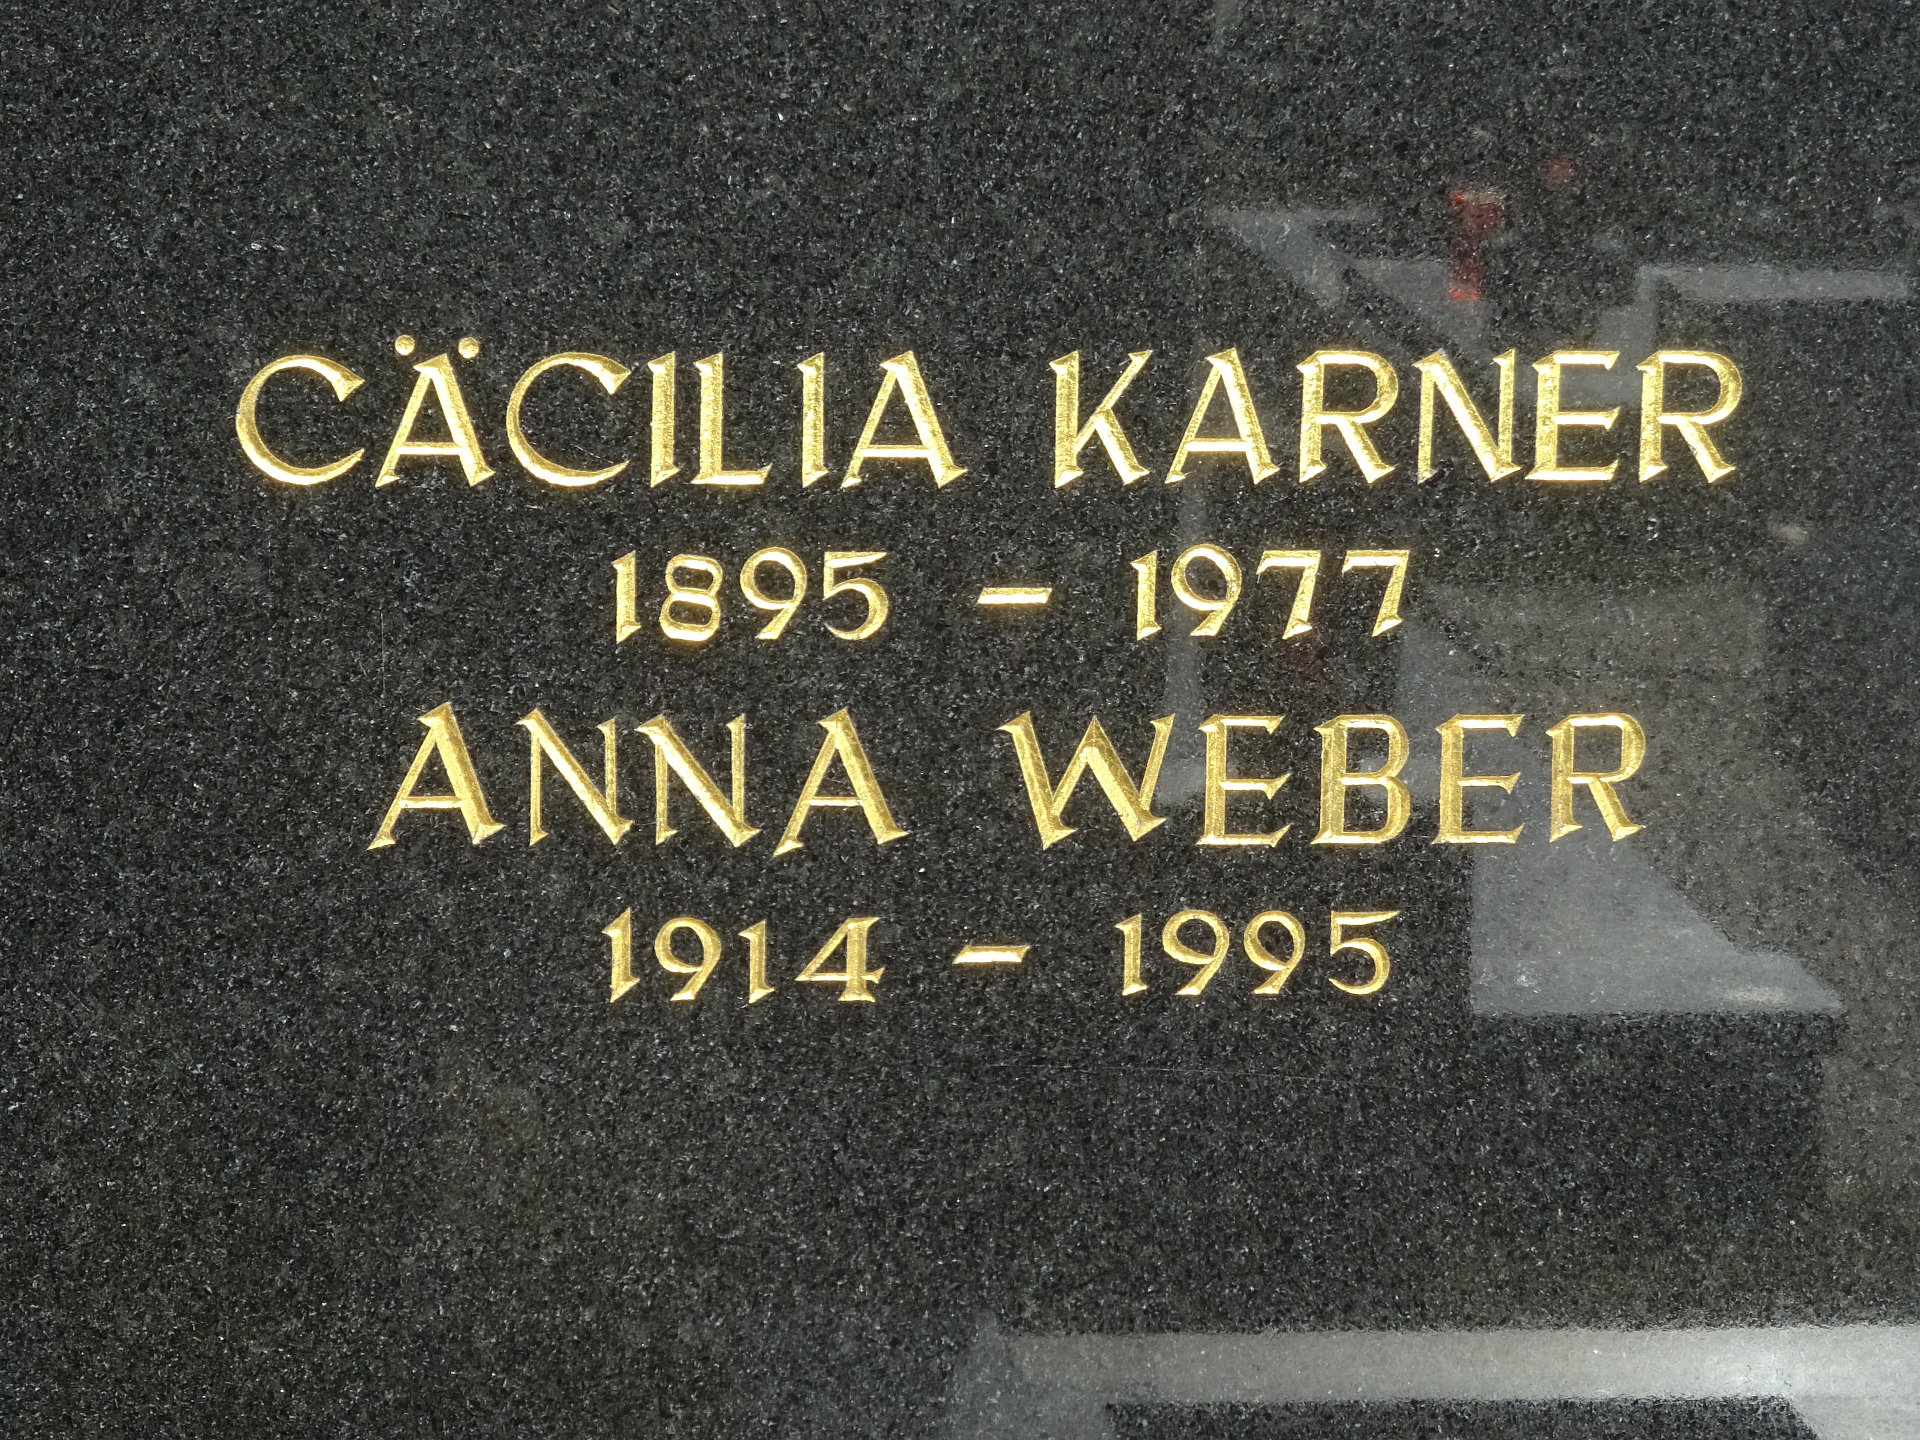 CÄCILIA KARNER
1895 – 1977
ANNA WEBER
1914 – 1995